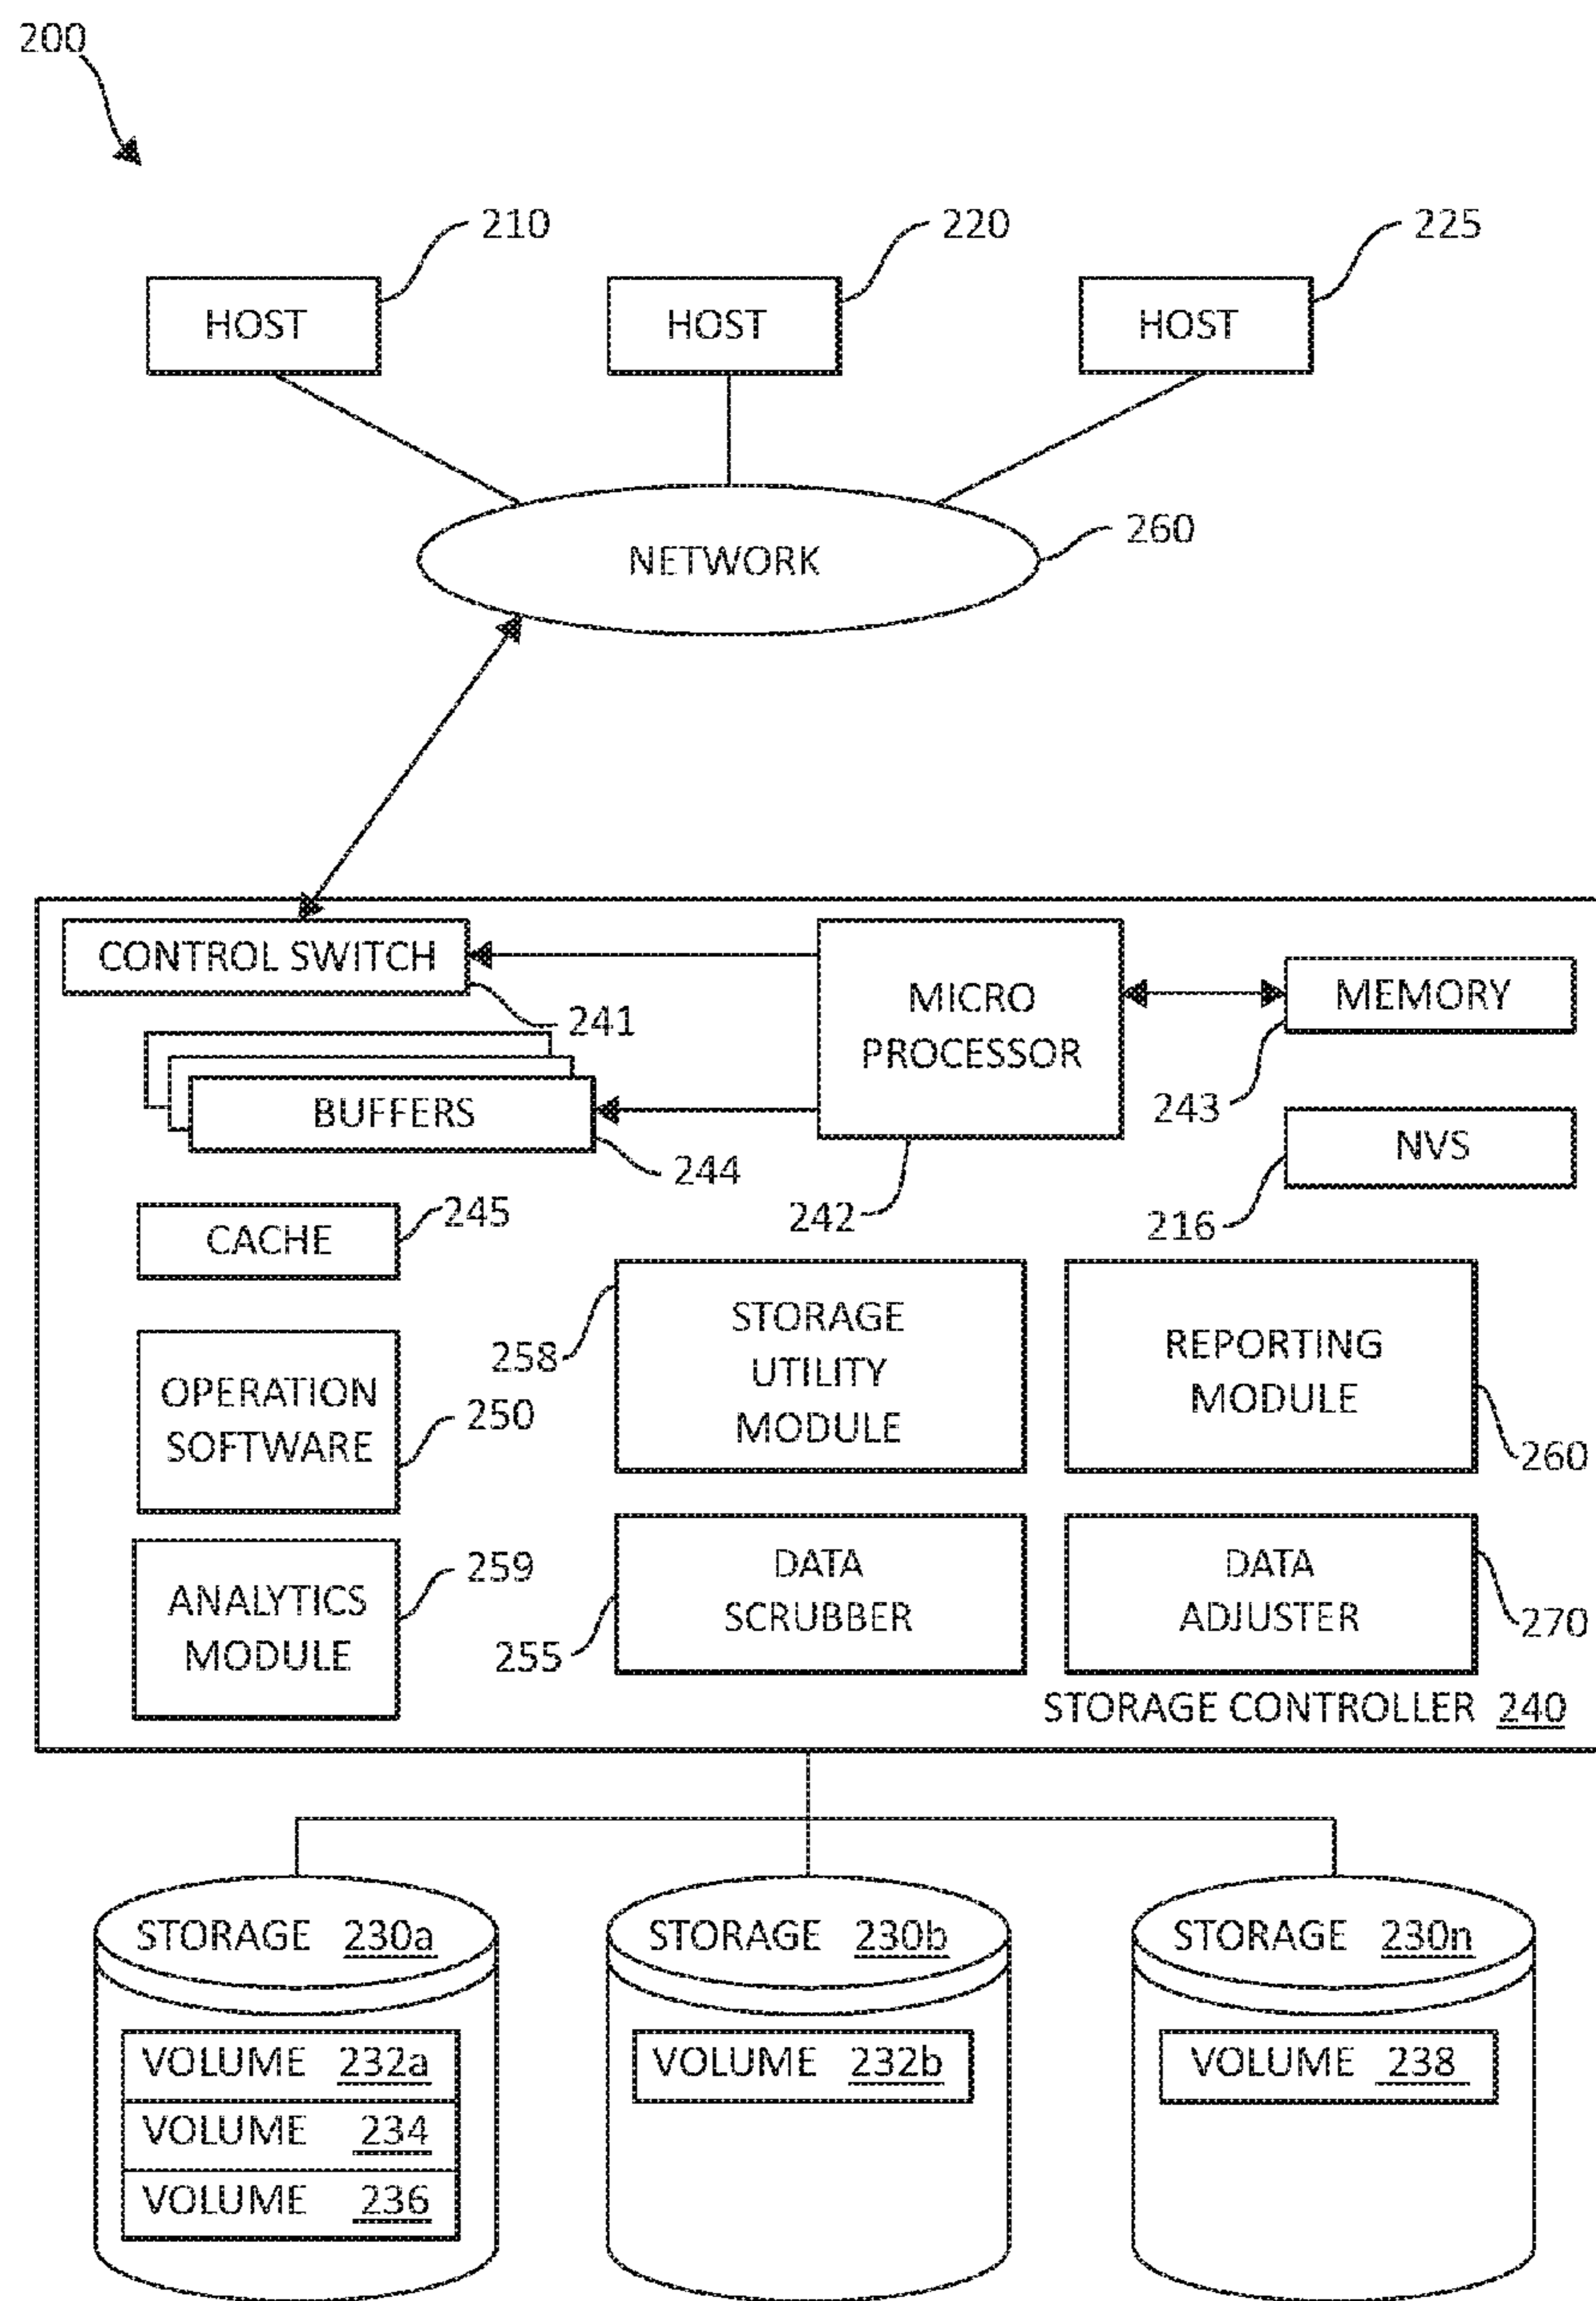 200
210
220
225
HOST
HOST
HOST
260
NETWORK
CONTROL SWITCH
241
MICRO
PROCESSOR
242
MEMORY
243
BUFFERS
244
NVS
216
CACHE
245
STORAGE
UTILITY
MODULE
258
REPORTING
MODULE
260
OPERATION
SOFTWARE
250
ANALYTICS
MODULE
259
DATA
SCRUBBER
255
DATA
ADJUSTER
270
STORAGE CONTROLLER 240
STORAGE 230a
VOLUME 232a
VOLUME 234
VOLUME 236
STORAGE 230b
VOLUME 232b
STORAGE 230n
VOLUME 238